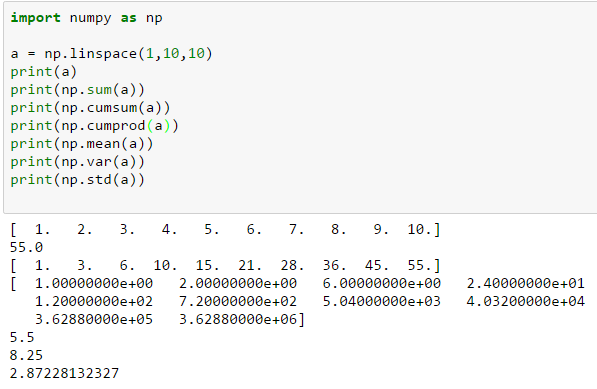 import numpy as np
a = np.linspace(1,10,10)
print(a)
print(np.sum(a))
print(np.cumsum(a))
print(np.cumprod(a))
print(np.mean(a))
print(np.var(a))
print(np.std(a))
[  1.   2.   3.   4.   5.   6.   7.   8.   9.  10.]
55.0
[  1.   3.   6.  10.  15.  21.  28.  36.  45.  55.]
[  1.00000000e+00   2.00000000e+00   6.00000000e+00   2.40000000e+01
   1.20000000e+02   7.20000000e+02   5.04000000e+03   4.03200000e+04
   3.62880000e+05   3.62880000e+06]
5.5
8.25
2.87228132327